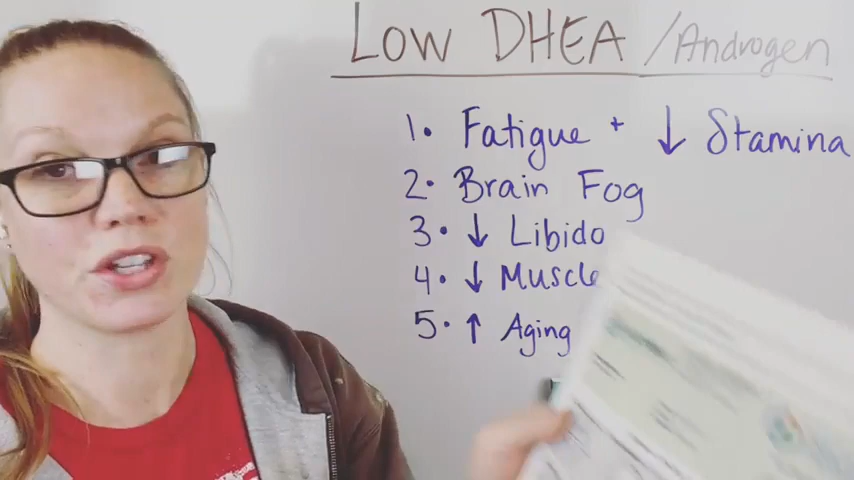 LOW DHEA / Androgen
1. Fatigue + ↓ Stamina
2. Brain Fog
3. ↓ Libido
4. ↓ Muscle
5. ↑ Aging